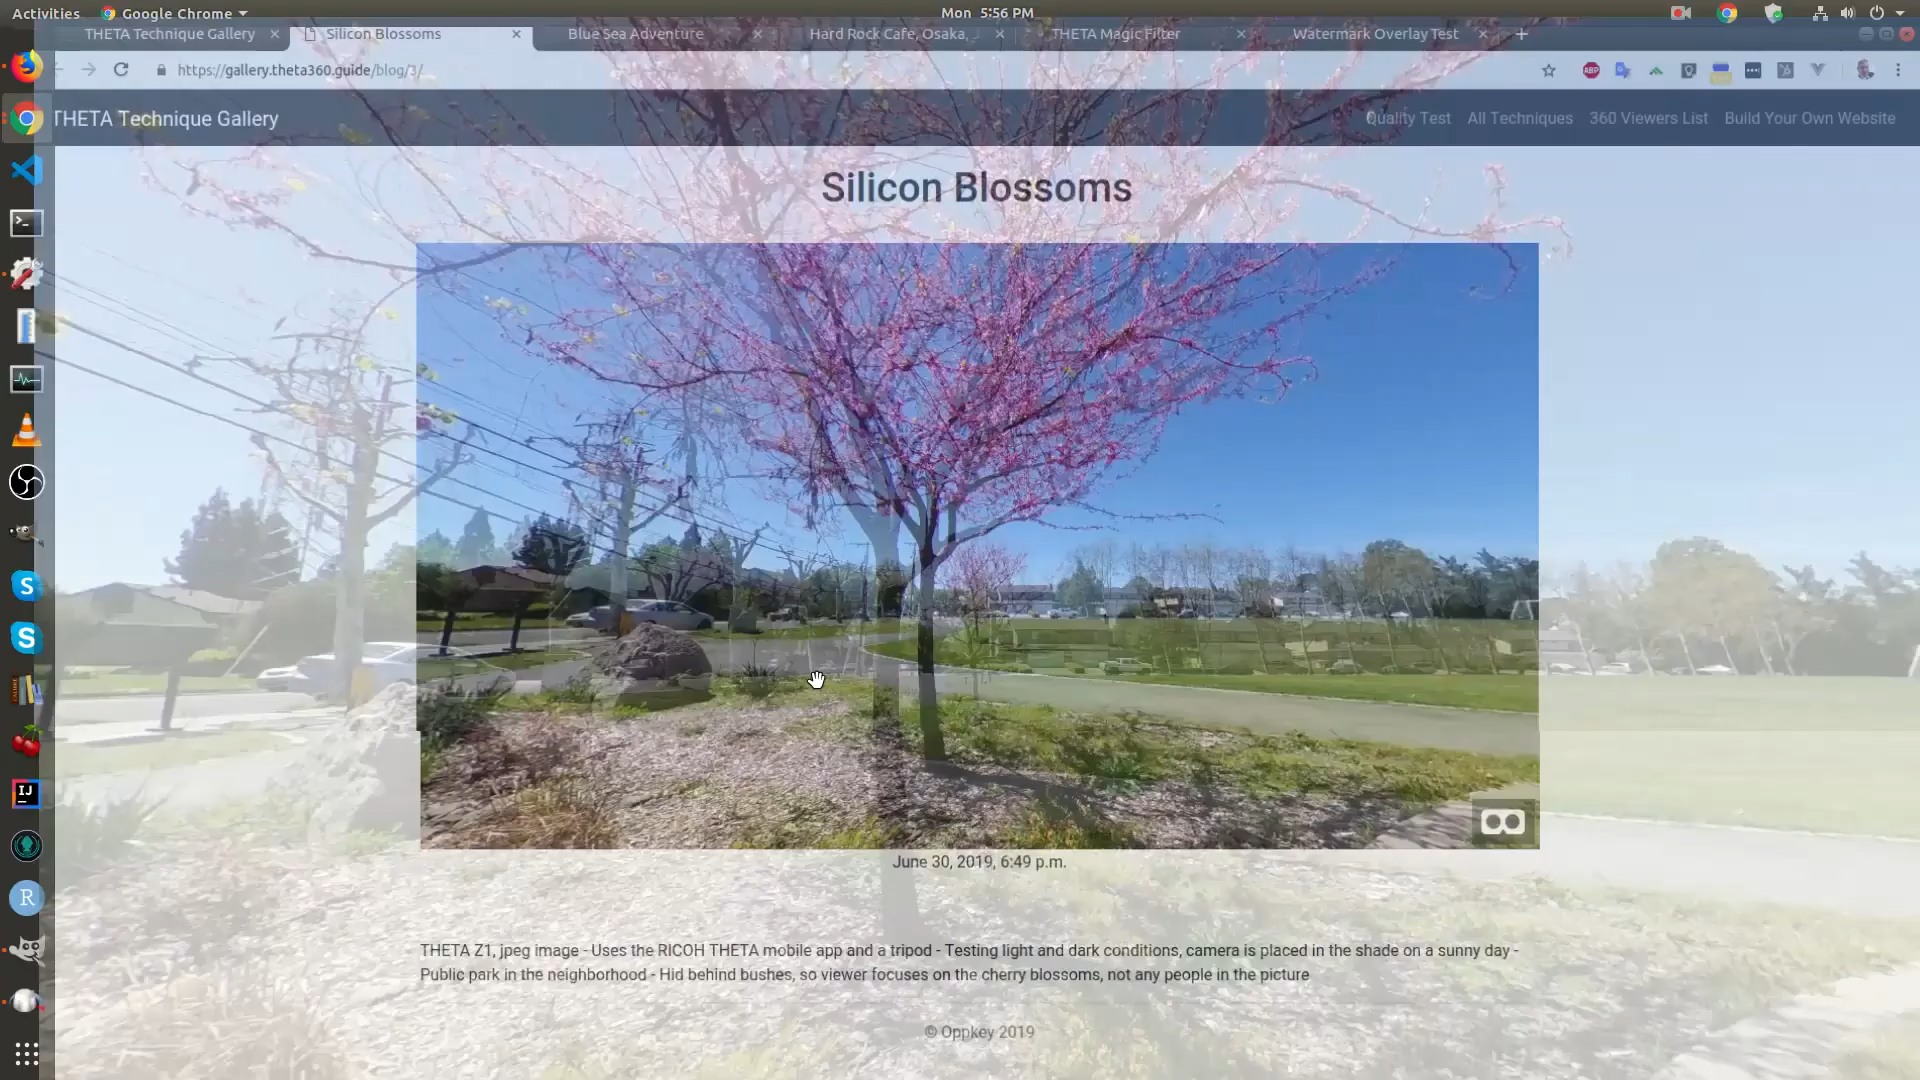 Activities
Google Chrome
Mon 5:56 PM
THETA Technique Gallery
Silicon Blossoms
Blue Sea Adventure
Hard Rock Cafe, Osaka,
THETA Magic Filter
Watermark Overlay Test
https://gallery.theta360.guide/blog/3/
ABP
THETA Technique Gallery
Quality Test
All Techniques
360 Viewers List
Build Your Own Website
Silicon Blossoms
June 30, 2019, 6:49 p.m.
THETA Z1, jpeg image - Uses the RICOH THETA mobile app and a tripod - Testing light and dark conditions, camera is placed in the shade on a sunny day -
Public park in the neighborhood - Hid behind bushes, so viewer focuses on the cherry blossoms, not any people in the picture
© Oppkey 2019
S
S
IJ
R